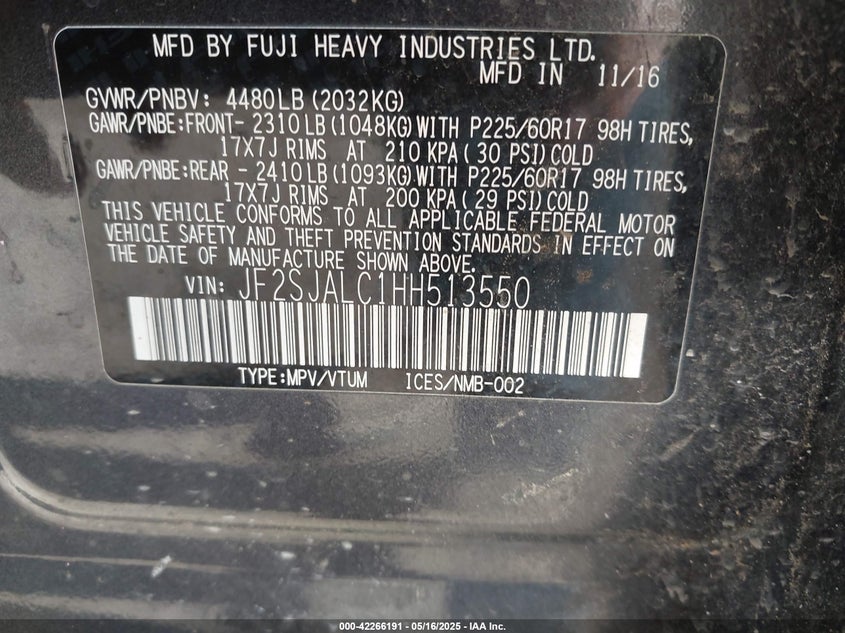 MFD BY FUJI HEAVY INDUSTRIES LTD.
MFD IN 11/16
GVWR/PNBV: 4480LB (2032KG)
GAWR/PNBE:FRONT- 2310LB (1048KG)WITH P225/60R17 98H TIRES,
17X7J RIMS AT 210 KPA( 30 PSI)COLD
GAWR/PNBE:REAR - 2410LB (1093KG)WITH P225/60R17 98H TIRES,
17X7J RIMS AT 200 KPA( 29 PSI)COLD
THIS VEHICLE CONFORMS TO ALL APPLICABLE FEDERAL MOTOR
VEHICLE SAFETY AND THEFT PREVENTION STANDARDS IN EFFECT ON
THE DATE OF MANUFACTURE SHOWN ABOVE.
VIN: JF2SJALC1HH513550
TYPE:MPV/VTUM ICES/NMB-002
000-42266191 - 05/16/2025 - IAA Inc.